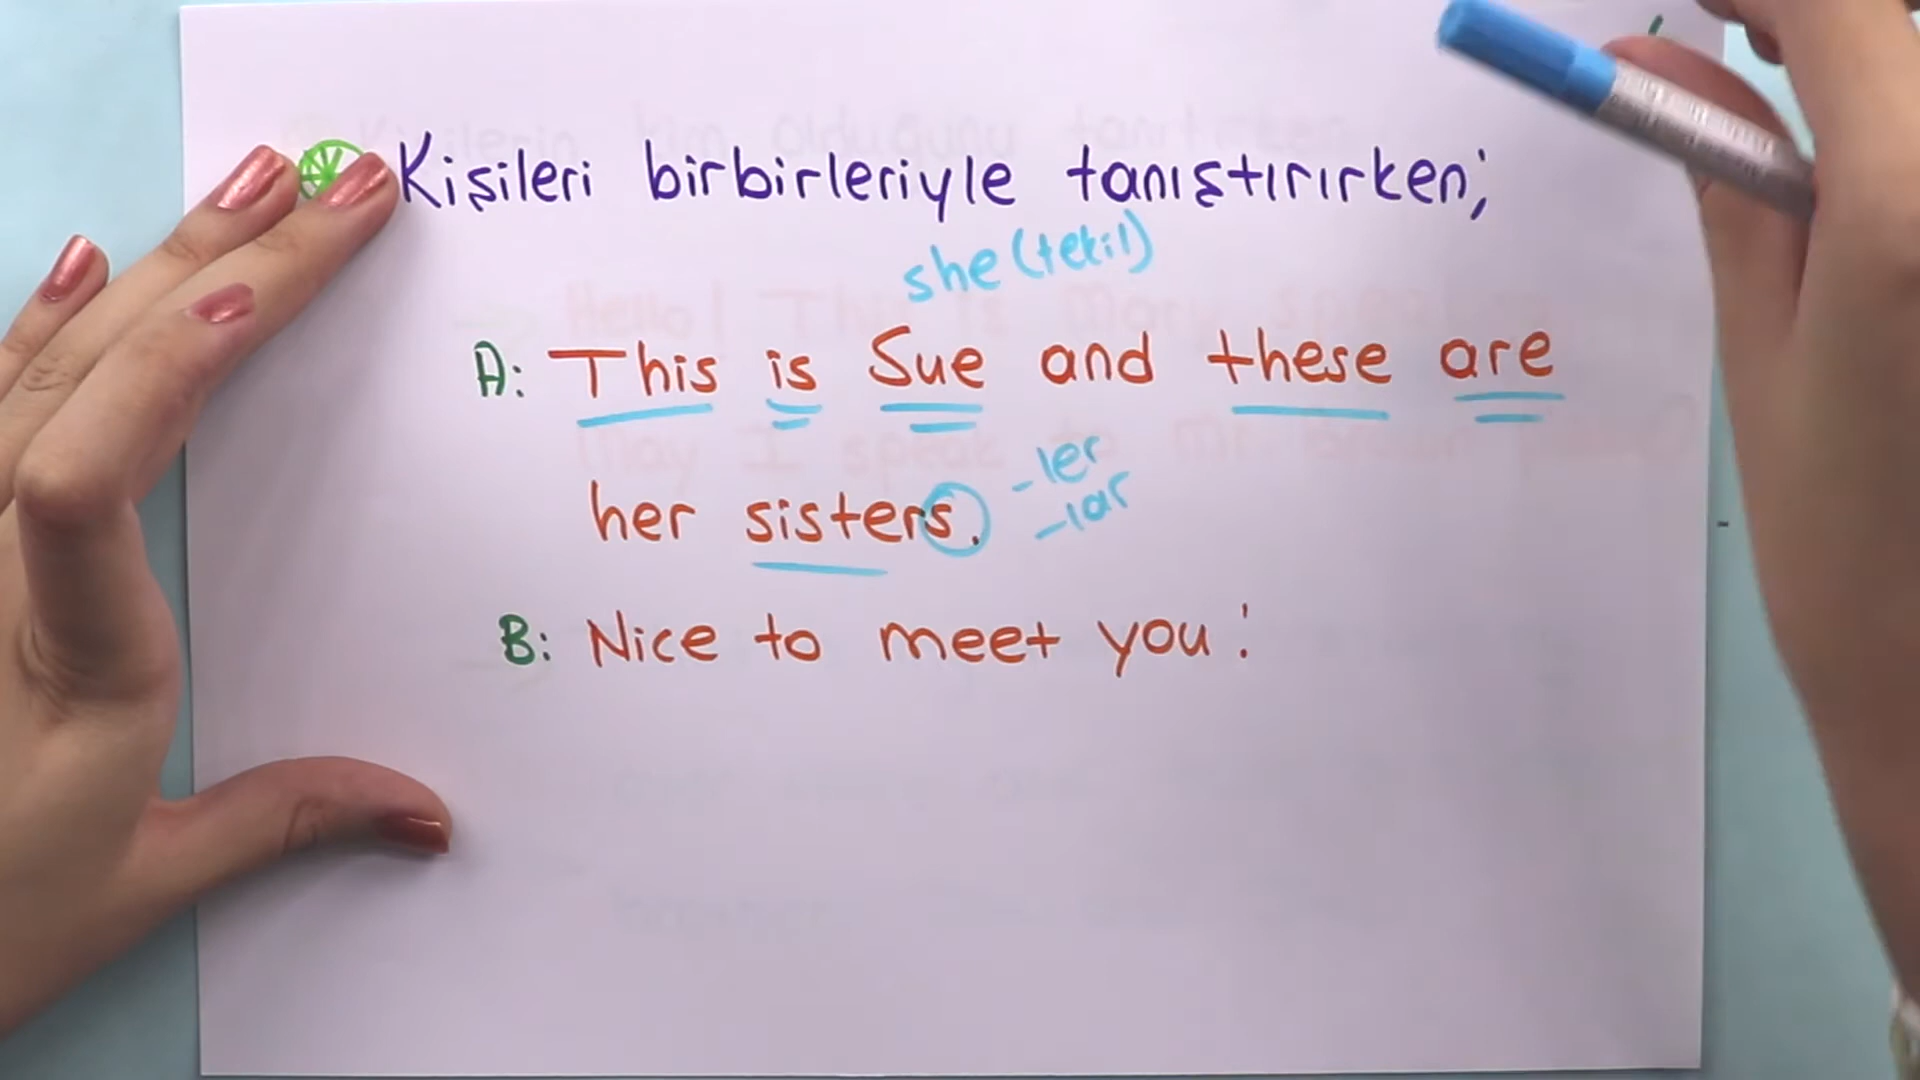 Kişileri birbirleriyle tanıştırırken;
she (tekil)
A: This is Sue and these are
her sisters.
-ler
-lar
B: Nice to meet you!